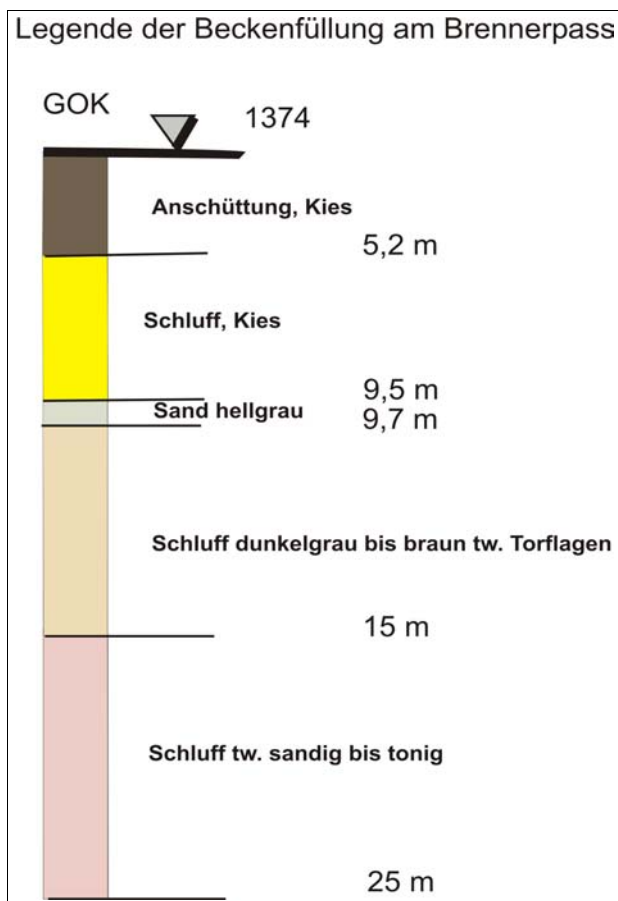 Legende der Beckenfüllung am Brennerpass
GOK
1374
Anschüttung, Kies
5,2 m
Schluff, Kies
9,5 m
Sand hellgrau
9,7 m
Schluff dunkelgrau bis braun tw. Torflagen
15 m
Schluff tw. sandig bis tonig
25 m